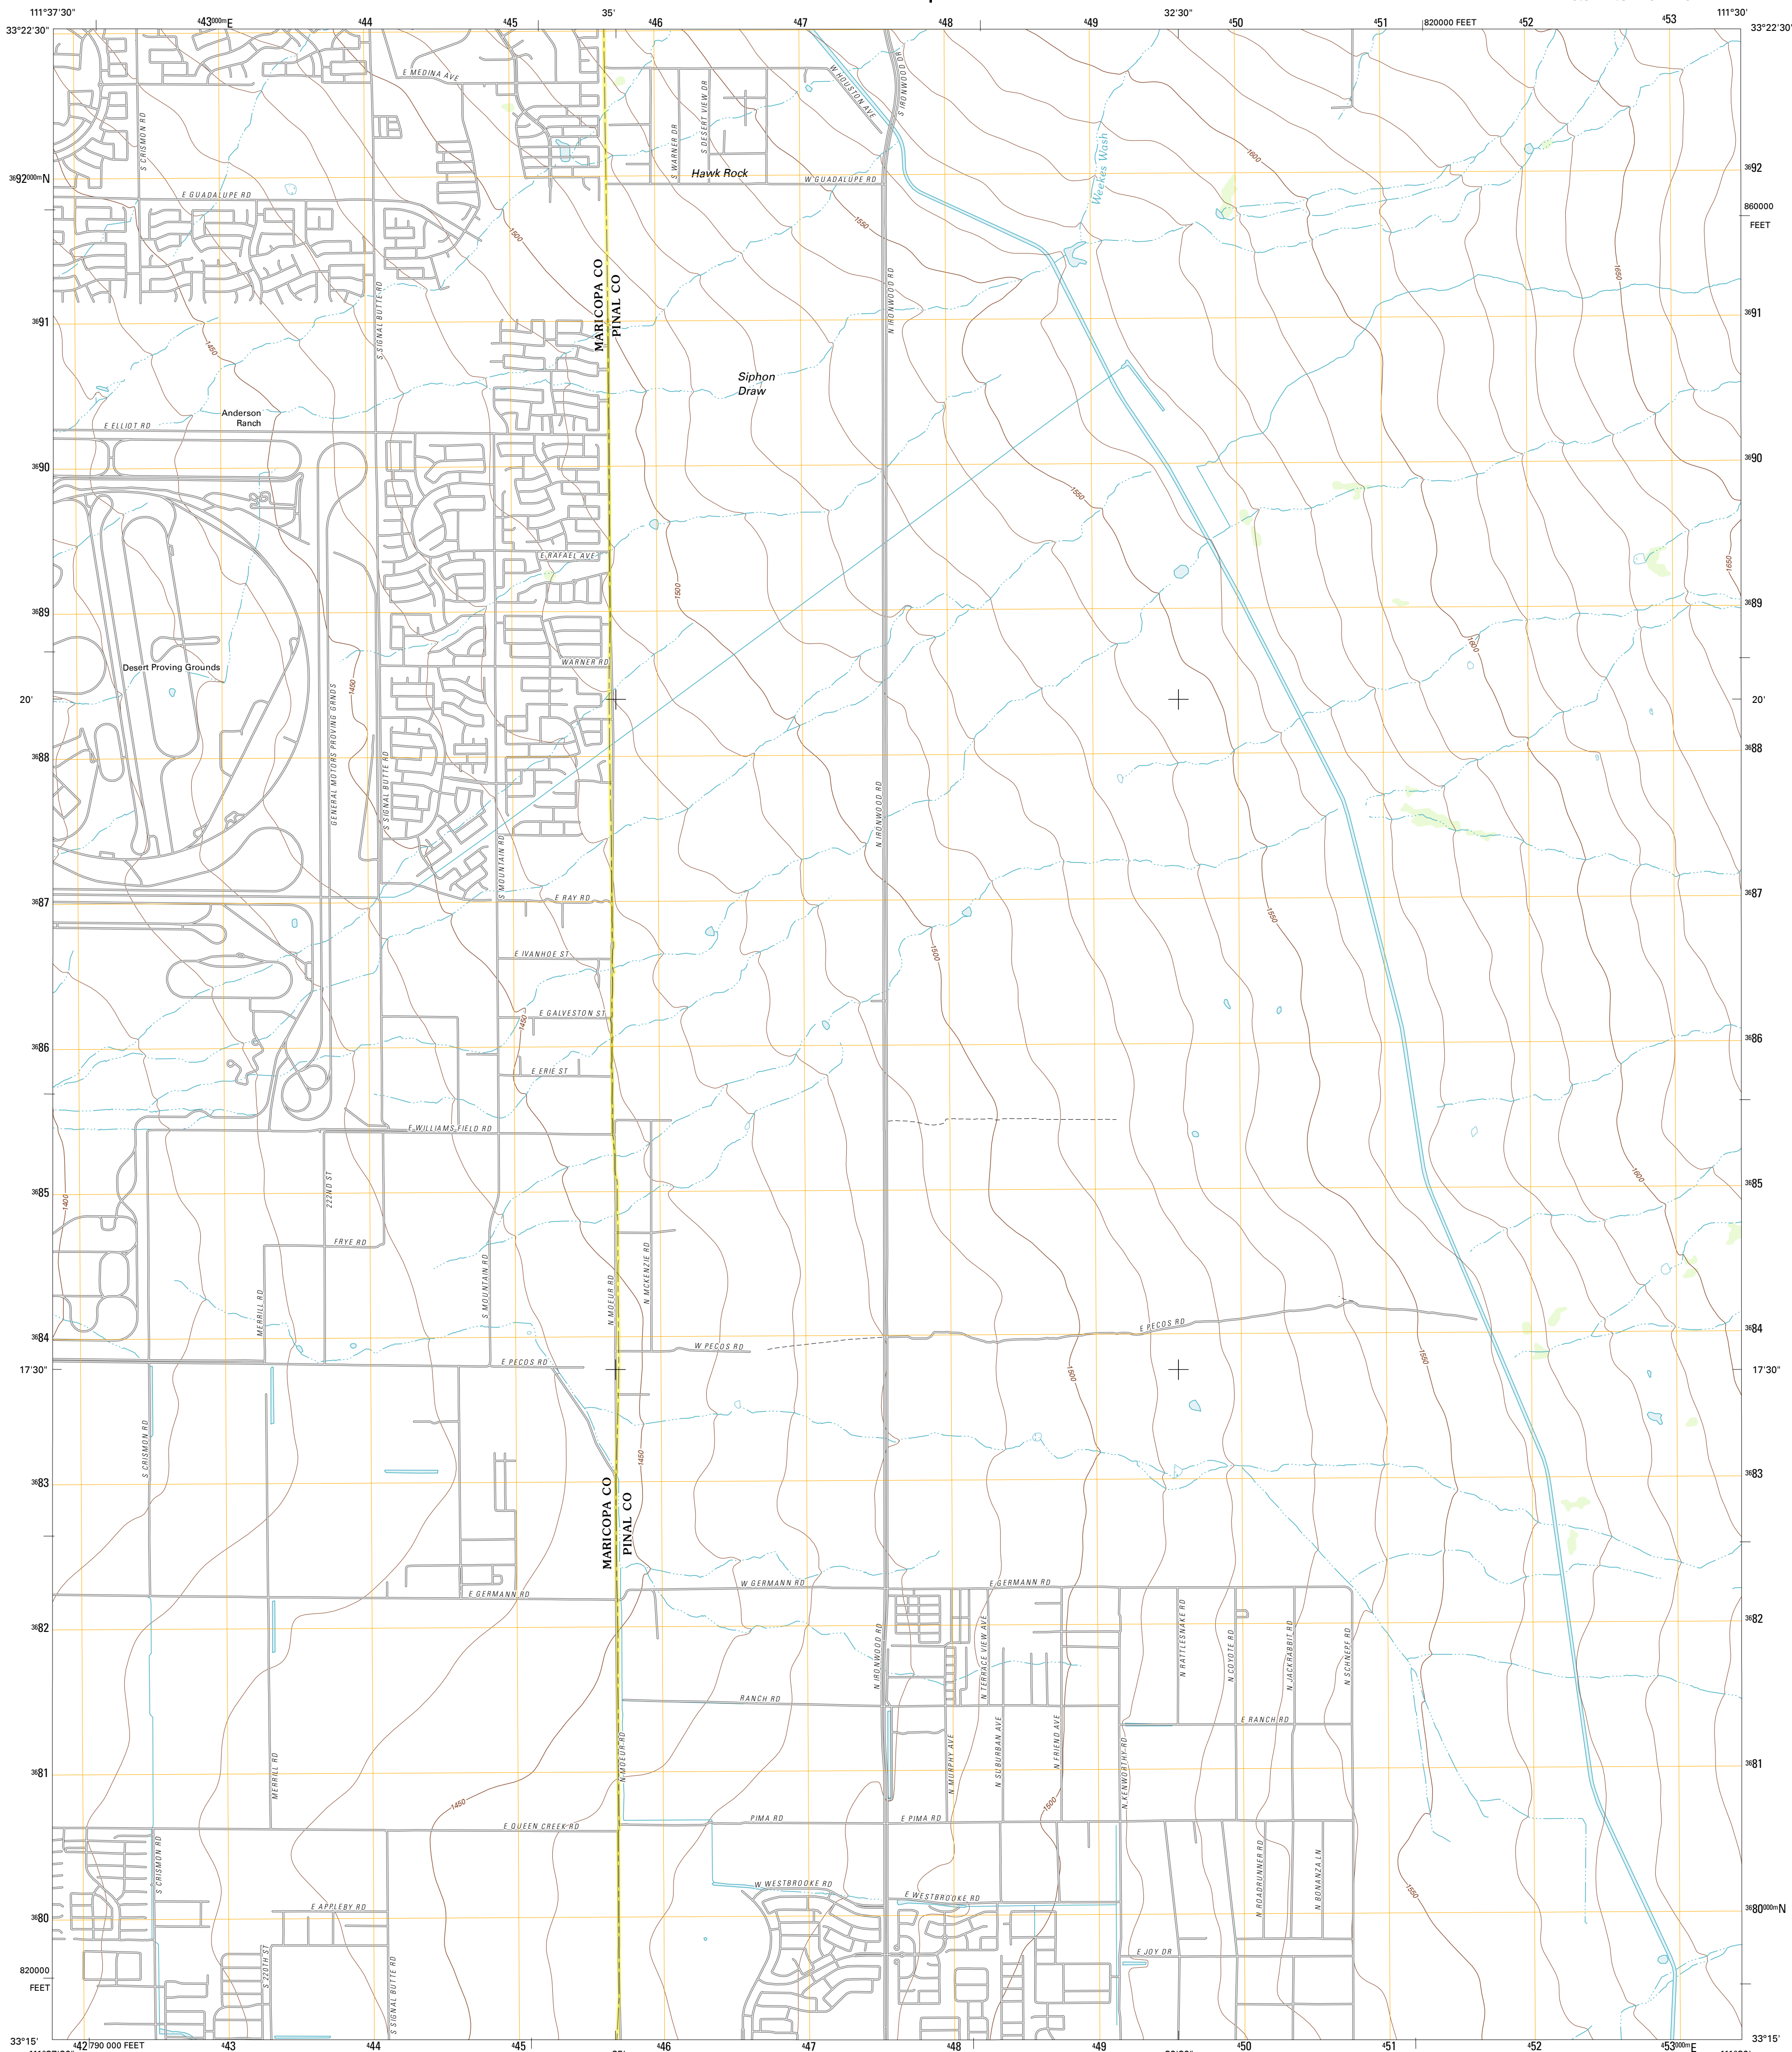 111°37'30"
⁴43⁰⁰⁰ᵐE
⁴44
⁴45
35'
⁴46
⁴47
⁴48
⁴49
32'30"
⁴50
⁴51
820000 FEET
⁴52
⁴53
111°30'
33°22'30"
33°22'30"
E MEDINA AVE
W HOUSTON AVE
S IRONWOOD DR
S CRISMON RD
S WARNER DR
S DESERT VIEW DR
Weekes Wash
1600
³⁶92⁰⁰⁰ᵐN
Hawk Rock
W GUADALUPE RD
³⁶92
E GUADALUPE RD
860000
FEET
1500
1550
MARICOPA CO
PINAL CO
1650
S SIGNAL BUTTE RD
N IRONWOOD RD
³⁶91
³⁶91
1450
Siphon
Draw
Anderson
Ranch
E ELLIOT RD
³⁶90
³⁶90
1550
E RAFAEL AVE
1500
1650
³⁶89
³⁶89
1600
WARNER RD
Desert Proving Grounds
1450
20'
20'
GENERAL MOTORS PROVING GRNDS
S SIGNAL BUTTE RD
N IRONWOOD RD
³⁶88
³⁶88
S MOUNTAIN RD
³⁶87
E RAY RD
³⁶87
1550
1500
E IVANHOE ST
1450
E GALVESTON ST
³⁶86
³⁶86
E ERIE ST
E WILLIAMS FIELD RD
1400
222ND ST
³⁶85
³⁶85
1600
FRYE RD
S MOUNTAIN RD
N MCKENZIE RD
MERRILL RD
N MOEUR RD
³⁶84
E PECOS RD
³⁶84
W PECOS RD
E PECOS RD
1500
1550
17'30"
17'30"
S CRISMON RD
1450
³⁶83
³⁶83
MARICOPA CO
PINAL CO
W GERMANN RD
E GERMANN RD
E GERMANN RD
³⁶82
³⁶82
N IRONWOOD RD
N TERRACE VIEW AVE
N RATTLESNAKE RD
N COYOTE RD
N JACKRABBIT RD
N SCHNEPF RD
RANCH RD
E RANCH RD
MERRILL RD
N MOEUR RD
N MURPHY AVE
N SUBURBAN AVE
N FRIEND AVE
N KENWORTHY RD
³⁶81
³⁶81
1450
1500
PIMA RD
E PIMA RD
E QUEEN CREEK RD
S CRISMON RD
N ROADRUNNER RD
N BONANZA LN
W WESTBROOKE RD
E WESTBROOKE RD
1550
³⁶80
E APPLEBY RD
³⁶80⁰⁰⁰ᵐN
S 220TH ST
S SIGNAL BUTTE RD
E JOY DR
820000
FEET
33°15'
33°15'
⁴42
790 000 FEET
⁴43
⁴44
⁴45
⁴46
⁴47
⁴48
⁴49
⁴50
⁴51
⁴52
⁴53⁰⁰⁰ᵐE